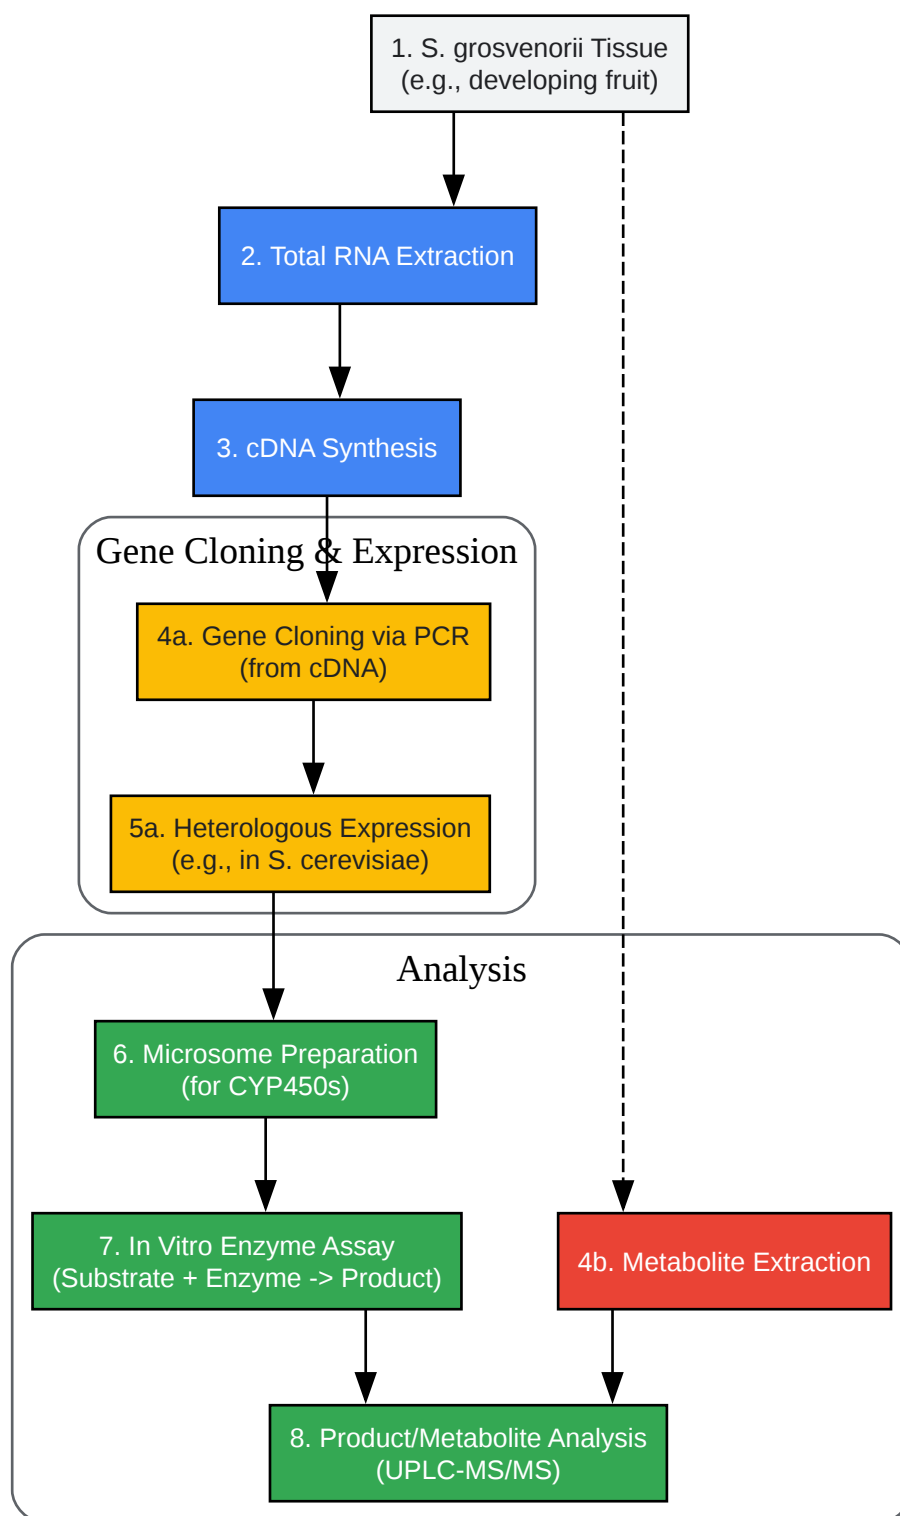 1. S. grosvenorii Tissue
(e.g., developing fruit)
2. Total RNA Extraction
3. cDNA Synthesis
Gene Cloning & Expression
4a. Gene Cloning via PCR
(from cDNA)
5a. Heterologous Expression
(e.g., in S. cerevisiae)
Analysis
6. Microsome Preparation
(for CYP450s)
7. In Vitro Enzyme Assay
(Substrate + Enzyme -> Product)
4b. Metabolite Extraction
8. Product/Metabolite Analysis
(UPLC-MS/MS)